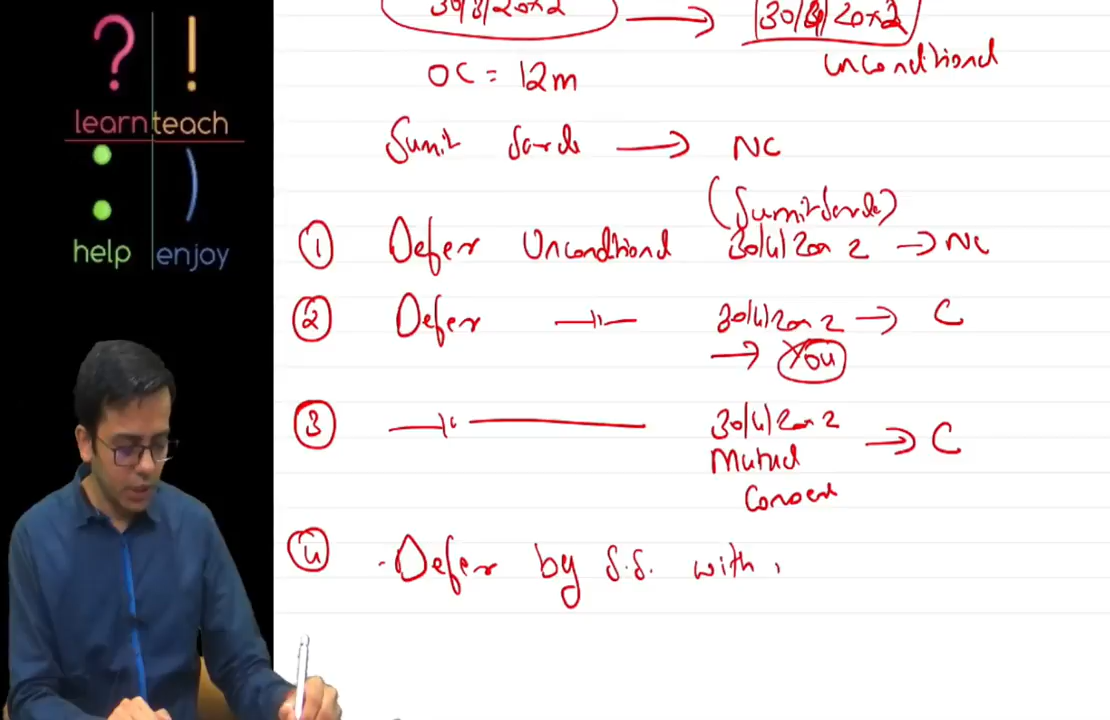 ? !
learn teach
help enjoy
30/3/20x2 → 30/4/20x2
Unconditional
OC = 12m
Sumit Sarda → NC
(Sumit Sarda)
① Defer Unconditional 30/4/20x2 → NC
② Defer —〃— 30/4/20x2 → C
→ You
③ 30/4/20x2 → C
Mutual
Consent
④ Defer by S.S. with